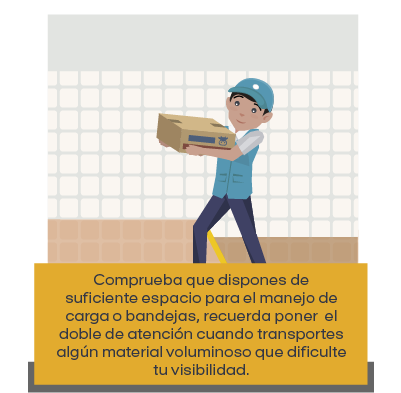 Comprueba que dispones de
suficiente espacio para el manejo de
carga o bandejas, recuerda poner el
doble de atención cuando transportes
algún material voluminoso que dificulte
tu visibilidad.